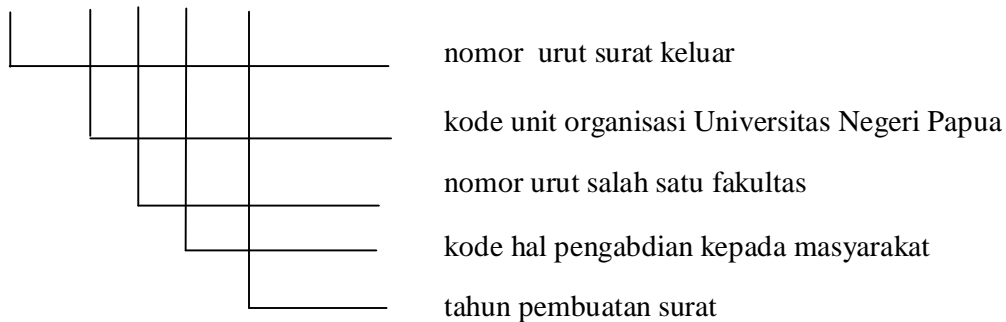 nomor urut surat keluar
kode unit organisasi Universitas Negeri Papua
nomor urut salah satu fakultas
kode hal pengabdian kepada masyarakat
tahun pembuatan surat